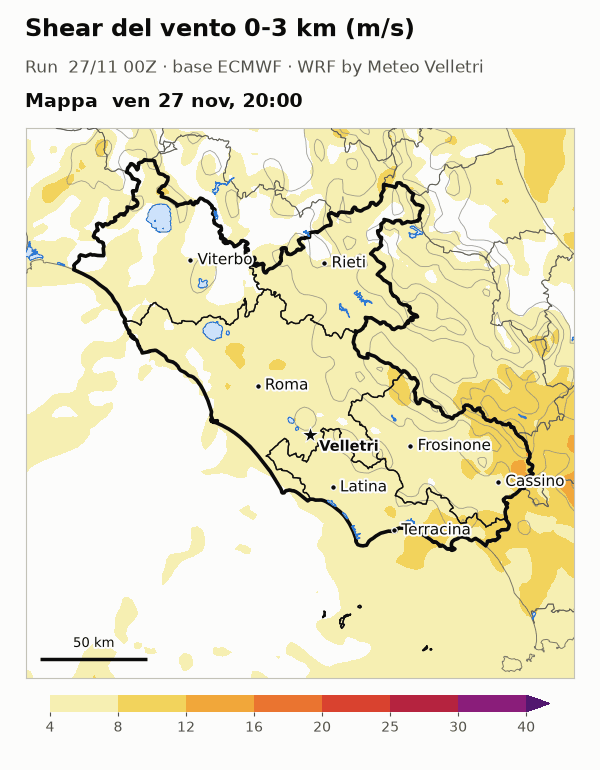 Shear del vento 0-3 km (m/s)
Run  27/11 00Z · base ECMWF · WRF by Meteo Velletri
Mappa  ven 27 nov, 20:00
Viterbo
Rieti
Roma
Velletri
Frosinone
Cassino
Latina
Terracina
50 km
4 8 12 16 20 25 30 40